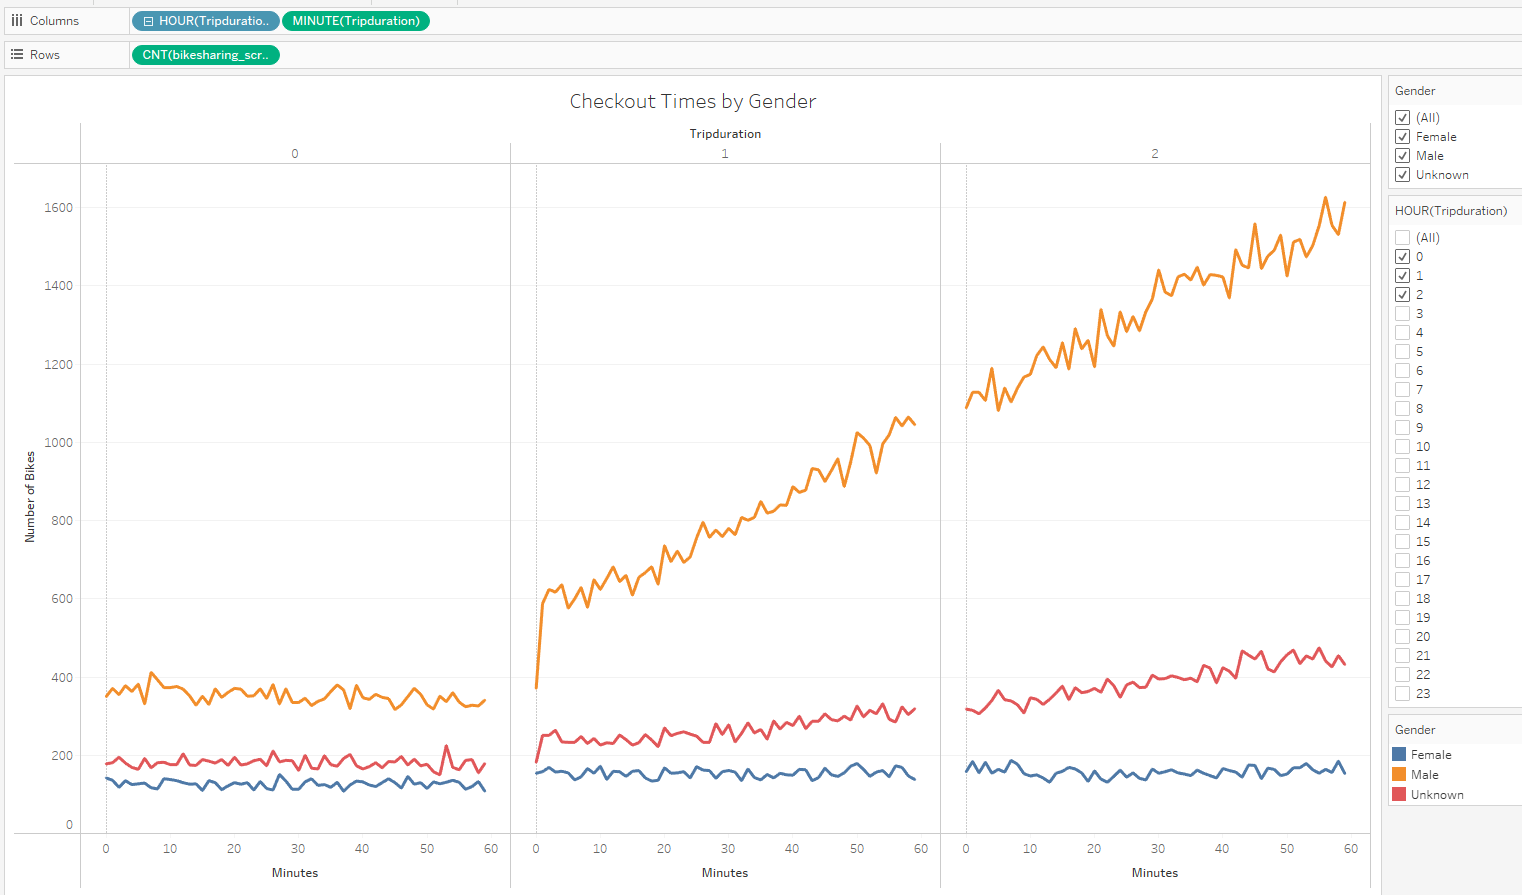 Columns
HOUR(Tripduratio..
MINUTE(Tripduration)
Rows
CNT(bikesharing_scr..
Checkout Times by Gender
Tripduration
0
1
2
Number of Bikes
1600
1400
1200
1000
800
600
400
200
0
0 10 20 30 40 50 60
0 10 20 30 40 50 60
0 10 20 30 40 50 60
Minutes
Minutes
Minutes
Gender
(All)
Female
Male
Unknown
HOUR(Tripduration)
(All)
0
1
2
3
4
5
6
7
8
9
10
11
12
13
14
15
16
17
18
19
20
21
22
23
Gender
Female
Male
Unknown